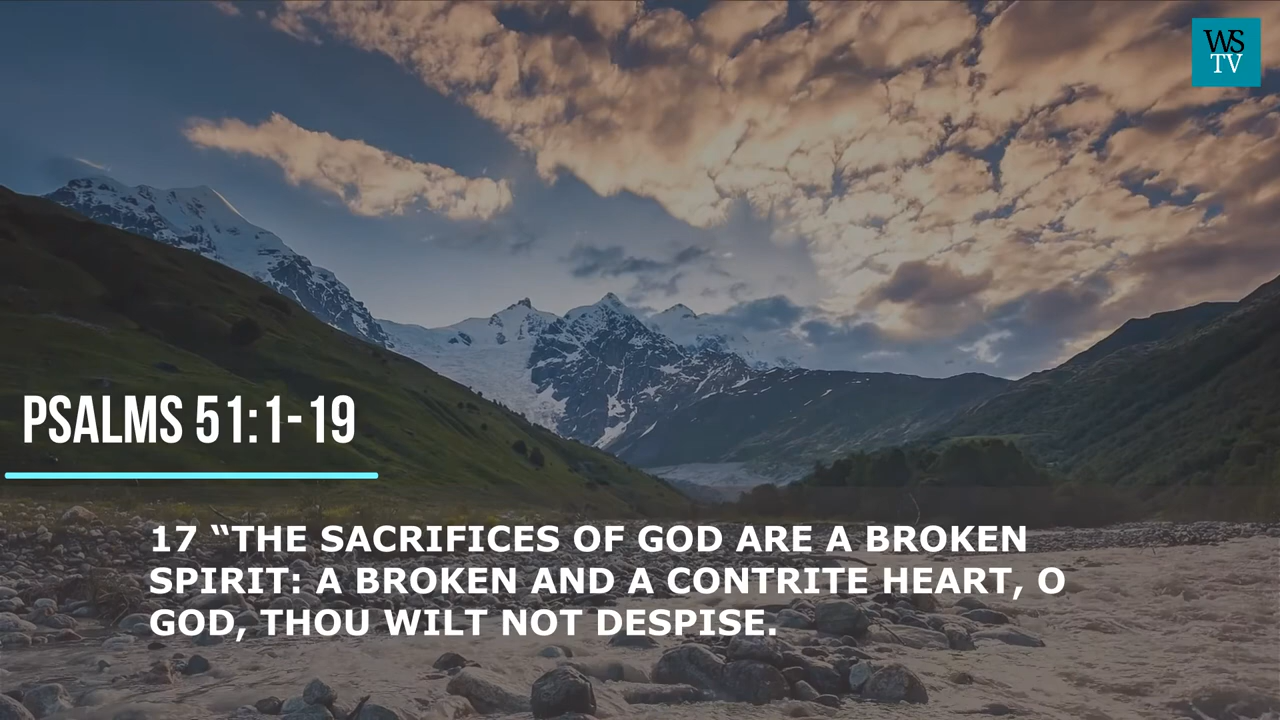 WS
TV
PSALMS 51:1-19
17 “THE SACRIFICES OF GOD ARE A BROKEN
SPIRIT: A BROKEN AND A CONTRITE HEART, O
GOD, THOU WILT NOT DESPISE.